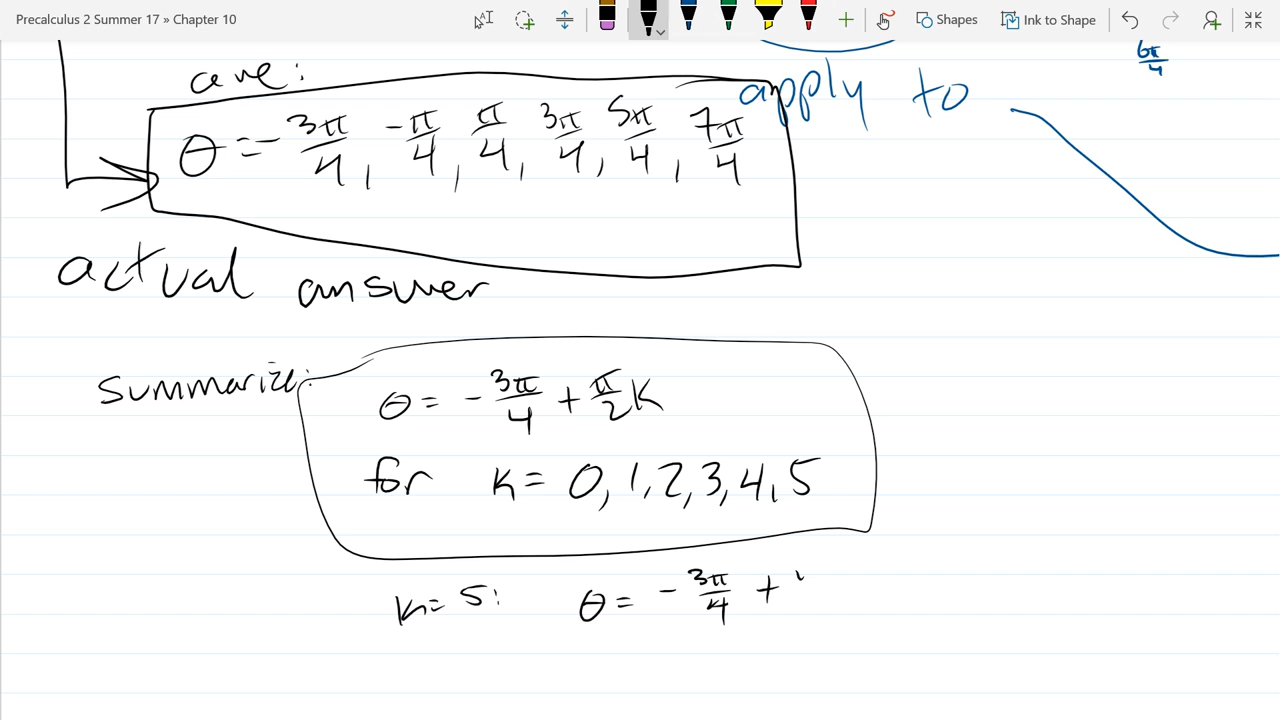 Precalculus 2 Summer 17 » Chapter 10
Shapes
Ink to Shape
6π/4
are:
apply to
θ = -3π/4, -π/4, π/4, 3π/4, 5π/4, 7π/4
actual answer
Summarize:
θ = -3π/4 + π/2 K
for K = 0, 1, 2, 3, 4, 5
K = 5: θ = -3π/4 +